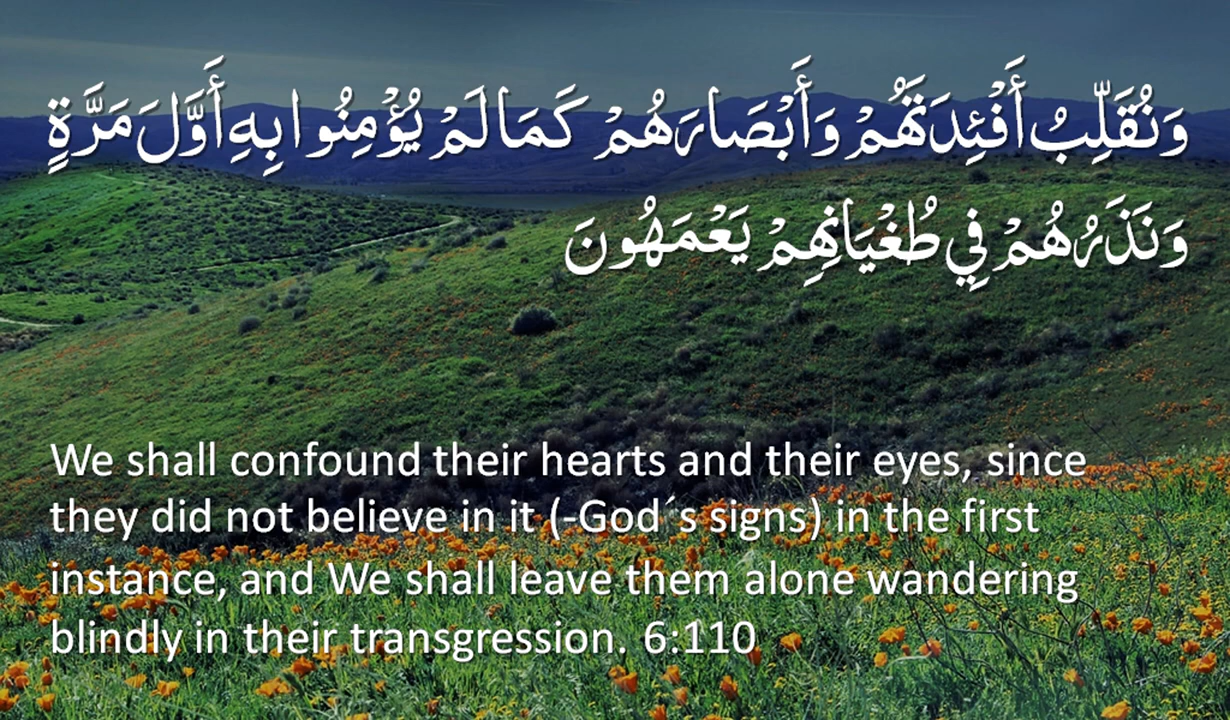 وَنُقَلِّبُ أَفْئِدَتَهُمْ وَأَبْصَارَهُمْ كَمَا لَمْ يُؤْمِنُوا بِهِ أَوَّلَ مَرَّةٍ
وَنَذَرُهُمْ فِي طُغْيَانِهِمْ يَعْمَهُونَ
We shall confound their hearts and their eyes, since
they did not believe in it (-God´s signs) in the first
instance, and We shall leave them alone wandering
blindly in their transgression. 6:110